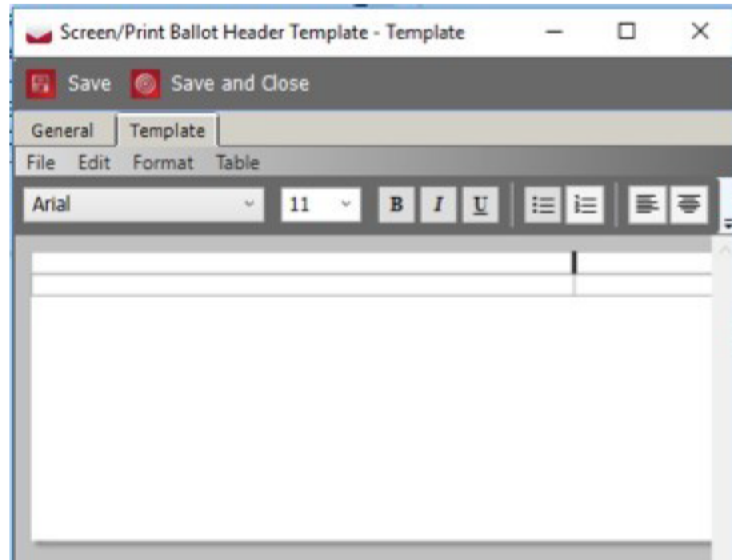 Screen/Print Ballot Header Template - Template
Save Save and Close
General Template
File Edit Format Table
Arial 11 B I U